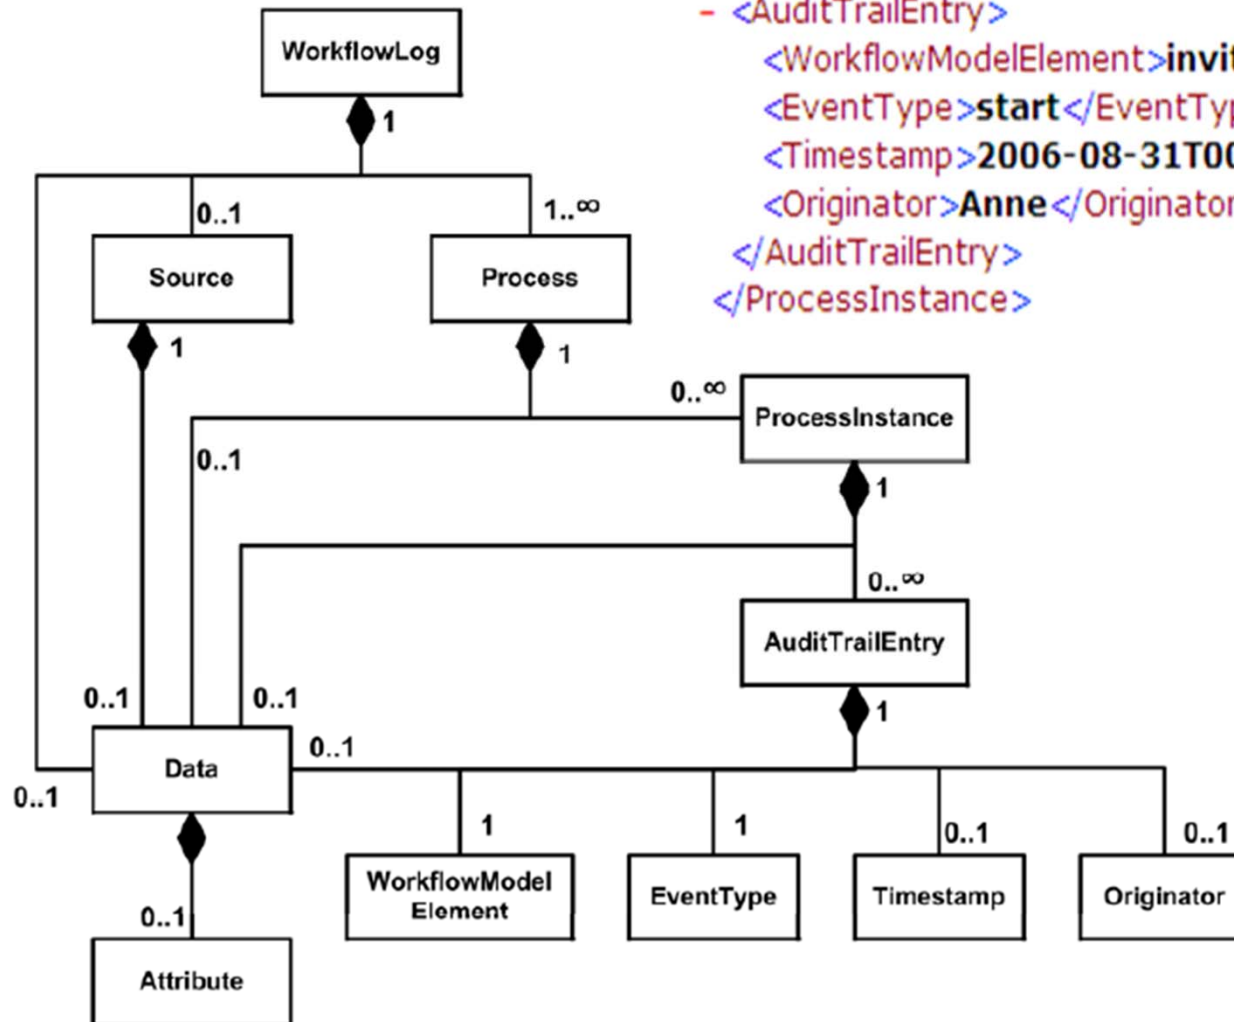 - <AuditTrailEntry>
WorkflowLog
<WorkflowModelElement>invit
1
<EventType>start</EventTyp
<Timestamp>2006-08-31T00
0..1
1..∞
<Originator>Anne</Originator
</AuditTrailEntry>
Source
Process
</ProcessInstance>
1
1
0..∞
ProcessInstance
0..1
1
0..∞
AuditTrailEntry
0..1
0..1
1
0..1
Data
0..1
1
1
0..1
0..1
WorkflowModel
Element
EventType
Timestamp
Originator
0..1
Attribute